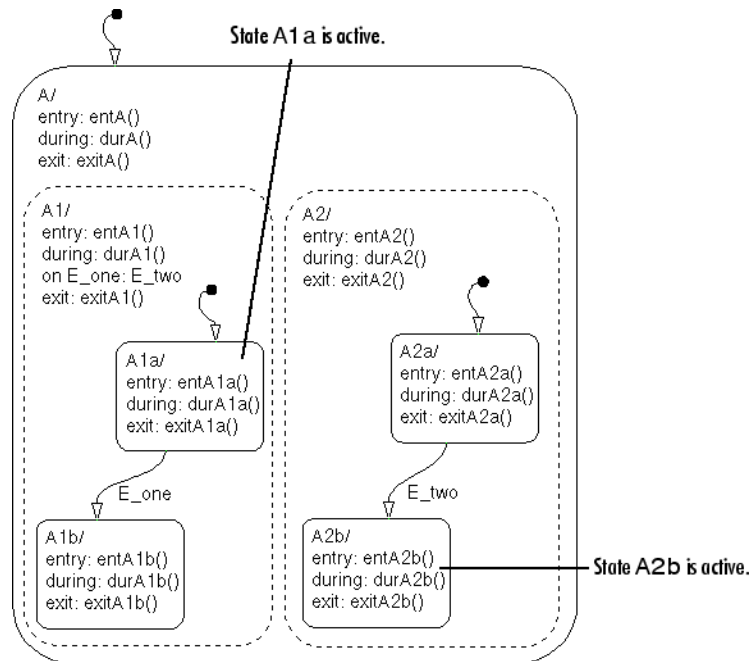 State A1a is active.
A/
entry: entA()
during: durA()
exit: exitA()
A1/
entry: entA1()
during: durA1()
on E_one: E_two
exit: exitA1()
A2/
entry: entA2()
during: durA2()
exit: exitA2()
A1a/
entry: entA1a()
during: durA1a()
exit: exitA1a()
A2a/
entry: entA2a()
during: durA2a()
exit: exitA2a()
E_one
E_two
A1b/
entry: entA1b()
during: durA1b()
exit: exitA1b()
A2b/
entry: entA2b()
during: durA2b()
exit: exitA2b()
State A2b is active.